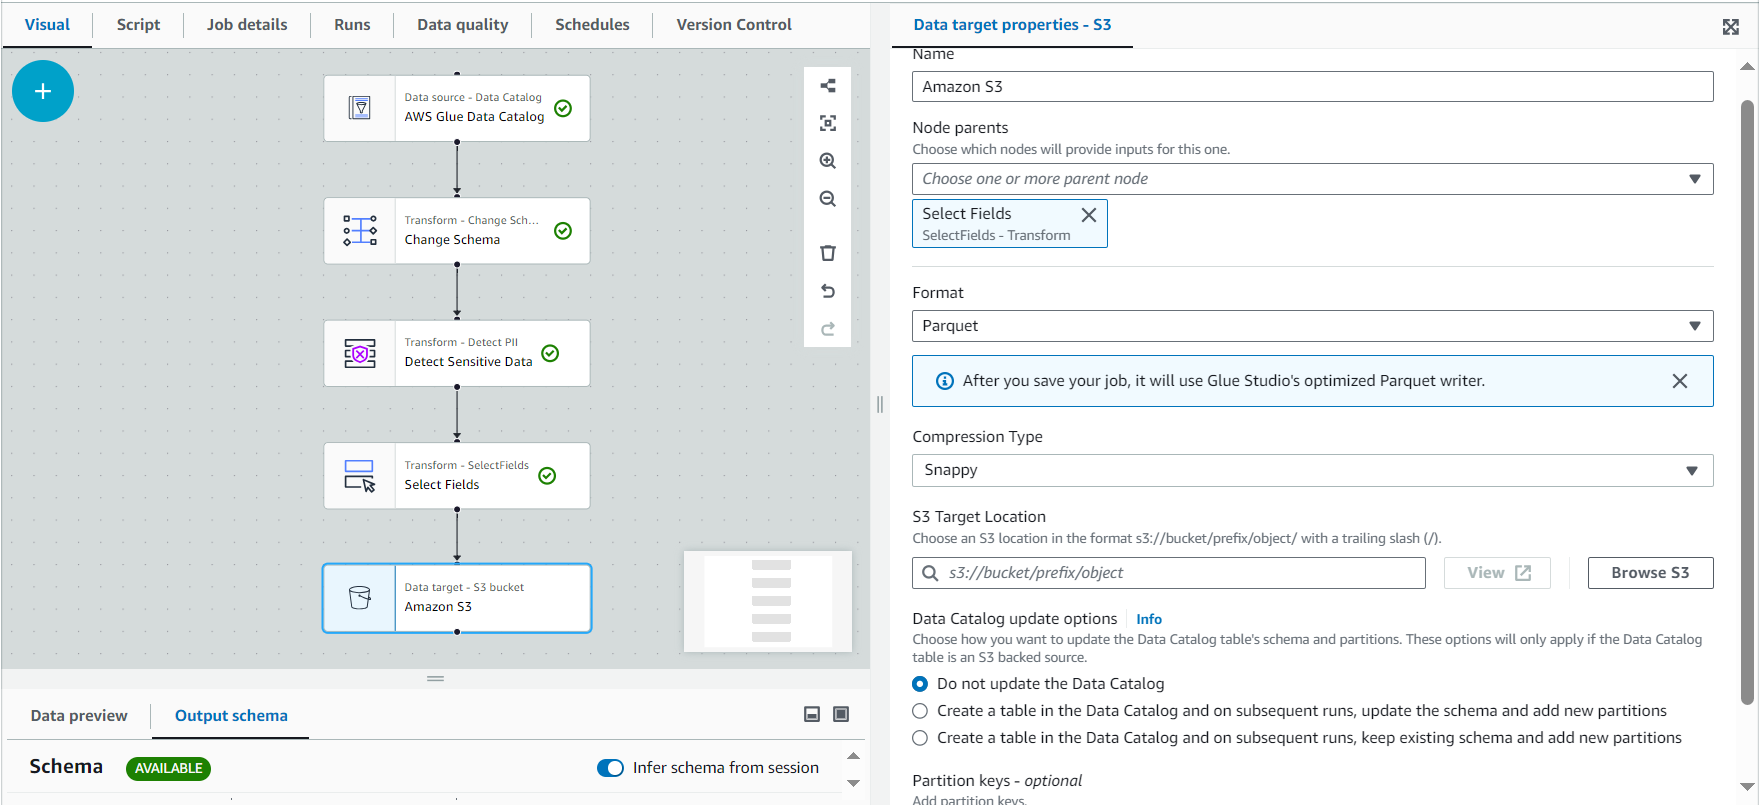 Visual
Script
Job details
Runs
Data quality
Schedules
Version Control
Data source - Data Catalog
AWS Glue Data Catalog
Transform - Change Sch...
Change Schema
Transform - Detect PII
Detect Sensitive Data
Transform - SelectFields
Select Fields
Data target - S3 bucket
Amazon S3
Data preview
Output schema
Schema
AVAILABLE
Infer schema from session
Data target properties - S3
Name
Amazon S3
Node parents
Choose which nodes will provide inputs for this one.
Choose one or more parent node
Select Fields
SelectFields - Transform
Format
Parquet
After you save your job, it will use Glue Studio's optimized Parquet writer.
Compression Type
Snappy
S3 Target Location
Choose an S3 location in the format s3://bucket/prefix/object/ with a trailing slash (/).
s3://bucket/prefix/object
View
Browse S3
Data Catalog update options
Info
Choose how you want to update the Data Catalog table's schema and partitions. These options will only apply if the Data Catalog
table is an S3 backed source.
Do not update the Data Catalog
Create a table in the Data Catalog and on subsequent runs, update the schema and add new partitions
Create a table in the Data Catalog and on subsequent runs, keep existing schema and add new partitions
Partition keys - optional
Add partition keys.